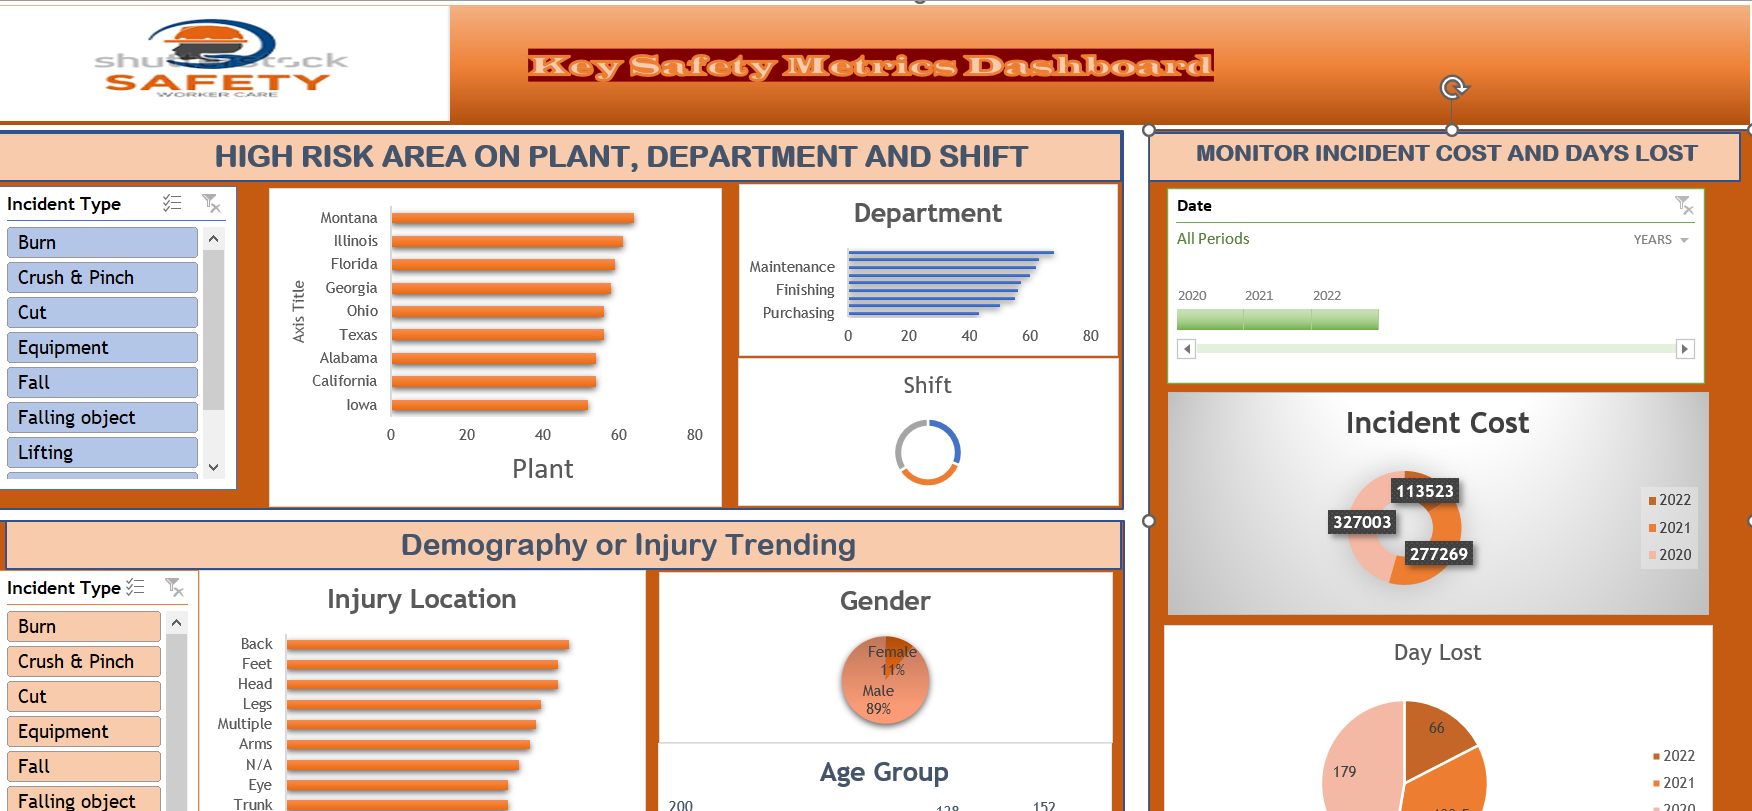 shutterstock
SAFETY
WORKER CARE
Key Safety Metrics Dashboard
HIGH RISK AREA ON PLANT, DEPARTMENT AND SHIFT
Incident Type
Burn
Crush & Pinch
Cut
Equipment
Fall
Falling object
Lifting
Axis Title
Montana
Illinois
Florida
Georgia
Ohio
Texas
Alabama
California
Iowa
0 20 40 60 80
Plant
Department
Maintenance
Finishing
Purchasing
0 20 40 60 80
Shift
MONITOR INCIDENT COST AND DAYS LOST
Date
All Periods
YEARS
2020 2021 2022
Incident Cost
113523
327003
277269
2022
2021
2020
Demography or Injury Trending
Incident Type
Burn
Crush & Pinch
Cut
Equipment
Fall
Falling object
Injury Location
Back
Feet
Head
Legs
Multiple
Arms
N/A
Eye
Trunk
Gender
Female
11%
Male
89%
Age Group
200
152
Day Lost
66
179
2022
2021
2020